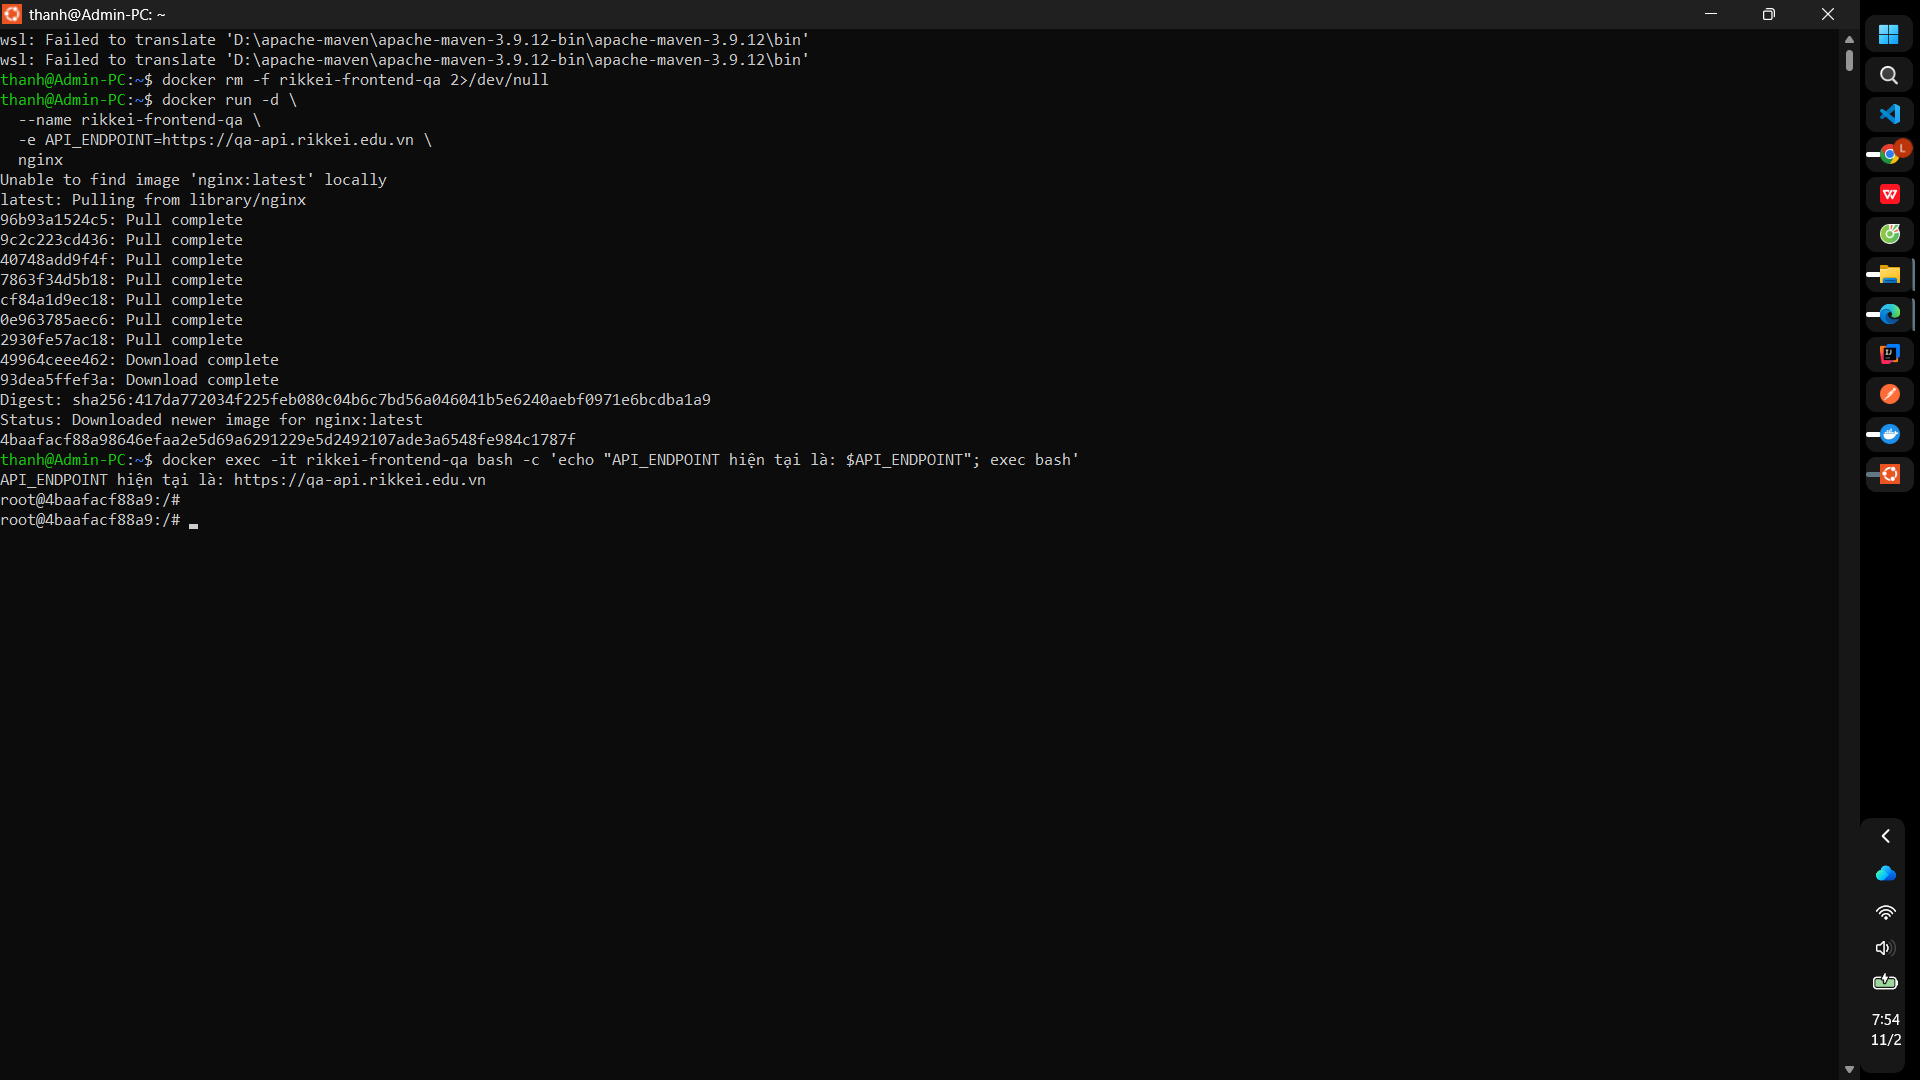 thanh@Admin-PC: ~
wsl: Failed to translate 'D:\apache-maven\apache-maven-3.9.12-bin\apache-maven-3.9.12\bin'
wsl: Failed to translate 'D:\apache-maven\apache-maven-3.9.12-bin\apache-maven-3.9.12\bin'
thanh@Admin-PC:~$ docker rm -f rikkei-frontend-qa 2>/dev/null
thanh@Admin-PC:~$ docker run -d \
  --name rikkei-frontend-qa \
  -e API_ENDPOINT=https://qa-api.rikkei.edu.vn \
  nginx
Unable to find image 'nginx:latest' locally
latest: Pulling from library/nginx
96b93a1524c5: Pull complete
9c2c223cd436: Pull complete
40748add9f4f: Pull complete
7863f34d5b18: Pull complete
cf84a1d9ec18: Pull complete
0e963785aec6: Pull complete
2930fe57ac18: Pull complete
49964ceee462: Download complete
93dea5ffef3a: Download complete
Digest: sha256:417da772034f225feb080c04b6c7bd56a046041b5e6240aebf0971e6bcdba1a9
Status: Downloaded newer image for nginx:latest
4baafacf88a98646efaa2e5d69a6291229e5d2492107ade3a6548fe984c1787f
thanh@Admin-PC:~$ docker exec -it rikkei-frontend-qa bash -c 'echo "API_ENDPOINT hiện tại là: $API_ENDPOINT"; exec bash'
API_ENDPOINT hiện tại là: https://qa-api.rikkei.edu.vn
root@4baafacf88a9:/#
root@4baafacf88a9:/#
L
7:54
11/2